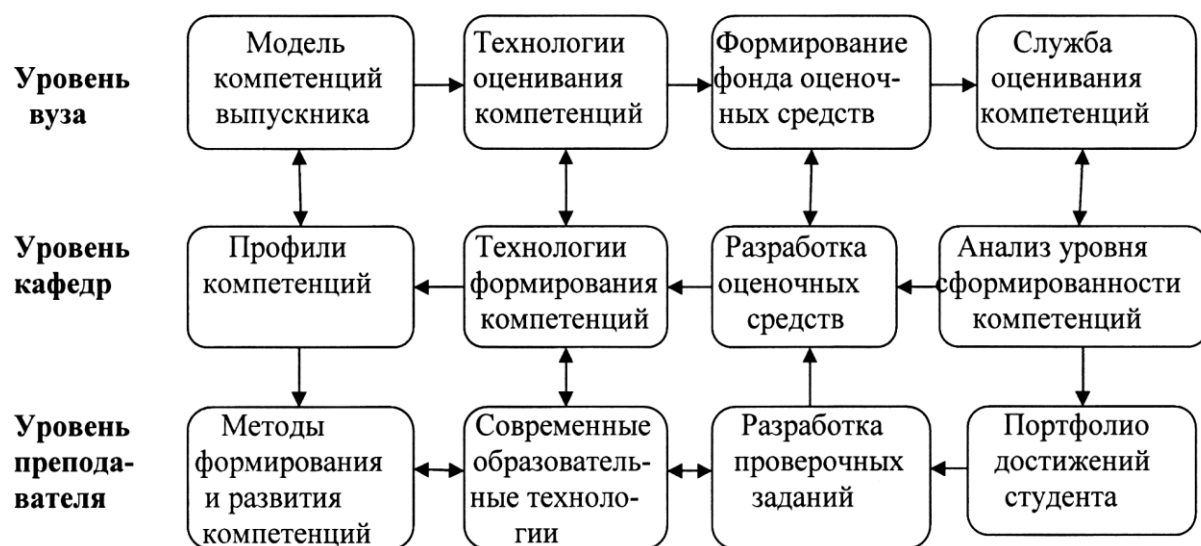 Уровень
вуза
Модель
компетенций
выпускника
Технологии
оценивания
компетенций
Формирование
фонда оценоч-
ных средств
Служба
оценивания
компетенций
Уровень
кафедр
Профили
компетенций
Технологии
формирования
компетенций
Разработка
оценочных
средств
Анализ уровня
сформированности
компетенций
Уровень
препода-
вателя
Методы
формирования
и развития
компетенций
Современные
образователь-
ные техноло-
гии
Разработка
проверочных
заданий
Портфолио
достижений
студента